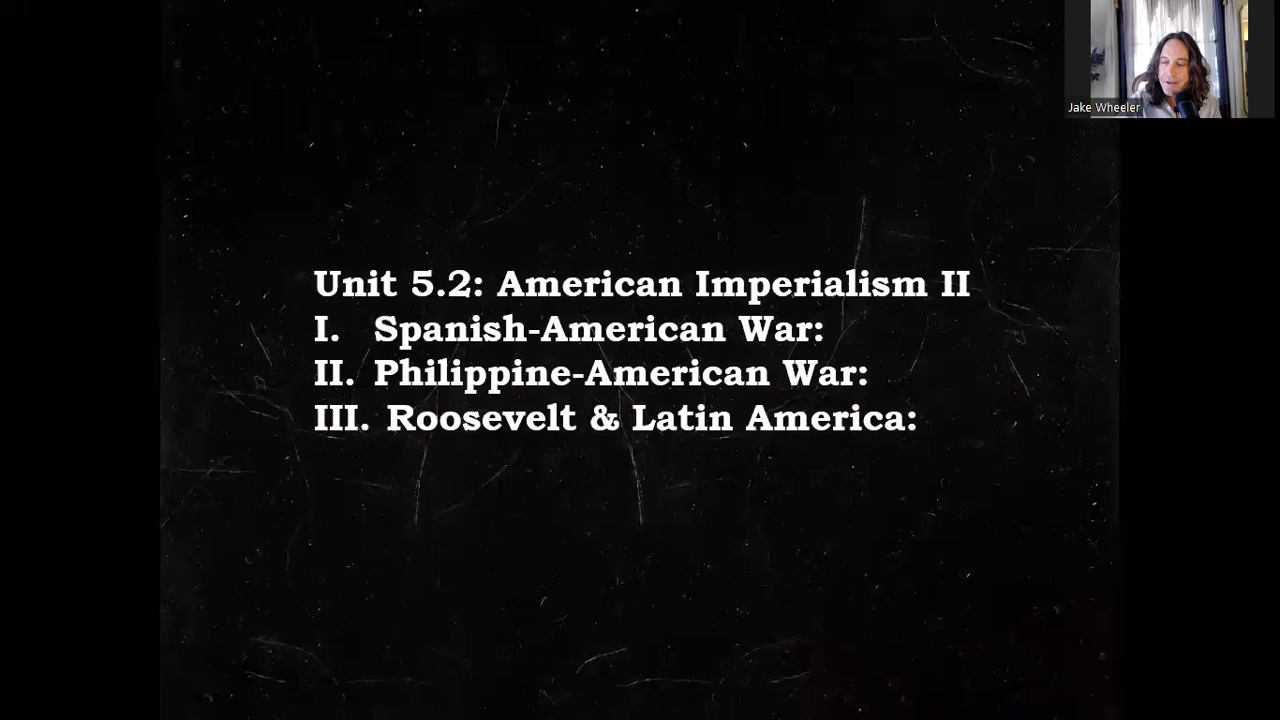 Jake Wheeler
Unit 5.2: American Imperialism II
I. Spanish-American War:
II. Philippine-American War:
III. Roosevelt & Latin America: